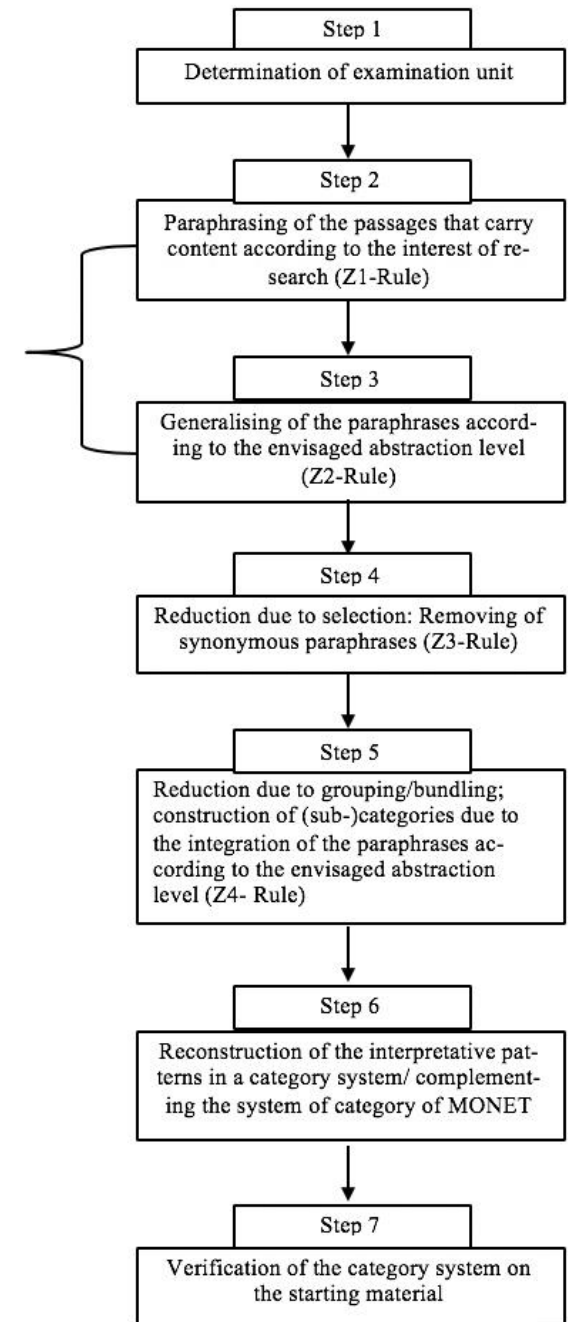 Step 1
Determination of examination unit
Step 2
Paraphrasing of the passages that carry
content according to the interest of re-
search (Z1-Rule)
Step 3
Generalising of the paraphrases accord-
ing to the envisaged abstraction level
(Z2-Rule)
Step 4
Reduction due to selection: Removing of
synonymous paraphrases (Z3-Rule)
Step 5
Reduction due to grouping/bundling;
construction of (sub-)categories due to
the integration of the paraphrases ac-
cording to the envisaged abstraction
level (Z4- Rule)
Step 6
Reconstruction of the interpretative pat-
terns in a category system/ complement-
ing the system of category of MONET
Step 7
Verification of the category system on
the starting material